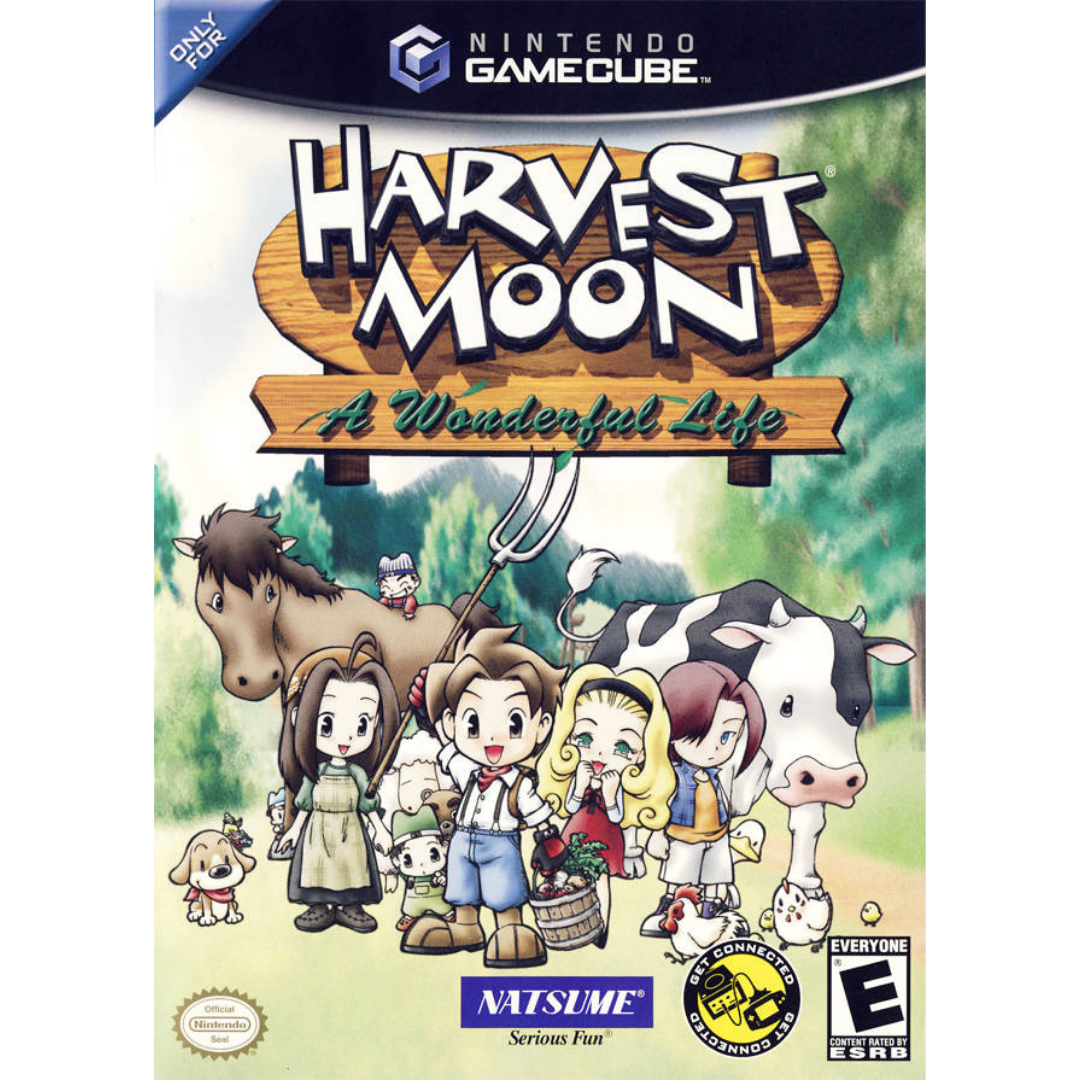 ONLY
FOR
NINTENDO
GAMECUBE™
HARVEST
MOON®
A Wonderful Life
NATSUME®
Serious Fun®
GET CONNECTED
GET CONNECTED
Official
Nintendo
Seal
EVERYONE
E®
CONTENT RATED BY
ESRB